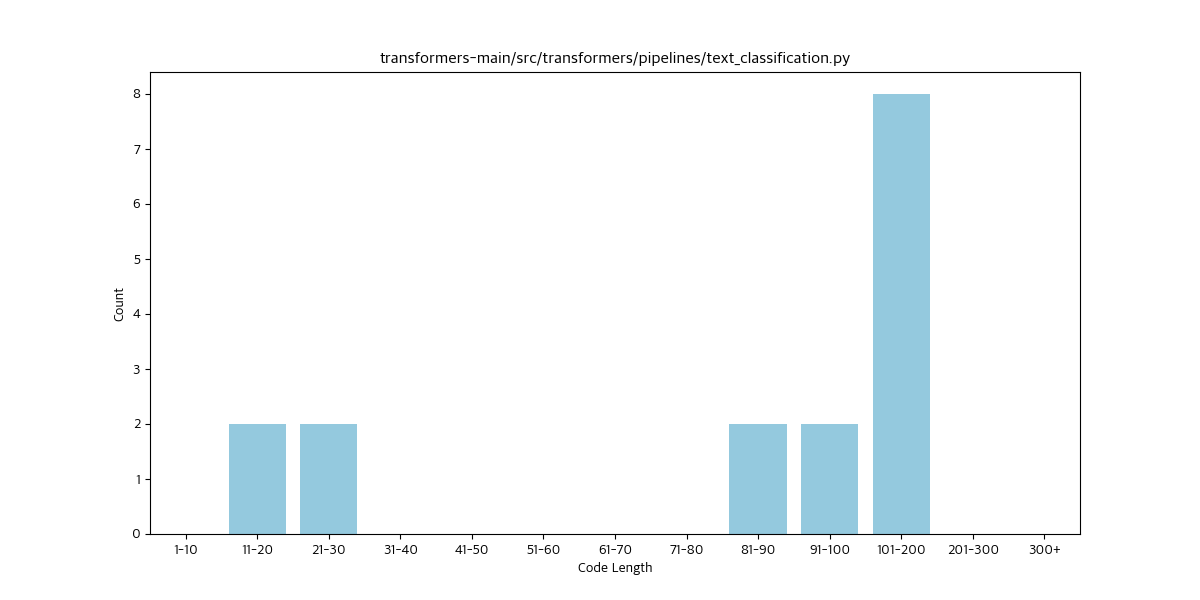 transformers-main/src/transformers/pipelines/text_classification.py
8
7
6
5
4
3
2
1
0
Count
1-10 11-20 21-30 31-40 41-50 51-60 61-70 71-80 81-90 91-100 101-200 201-300 300+
Code Length